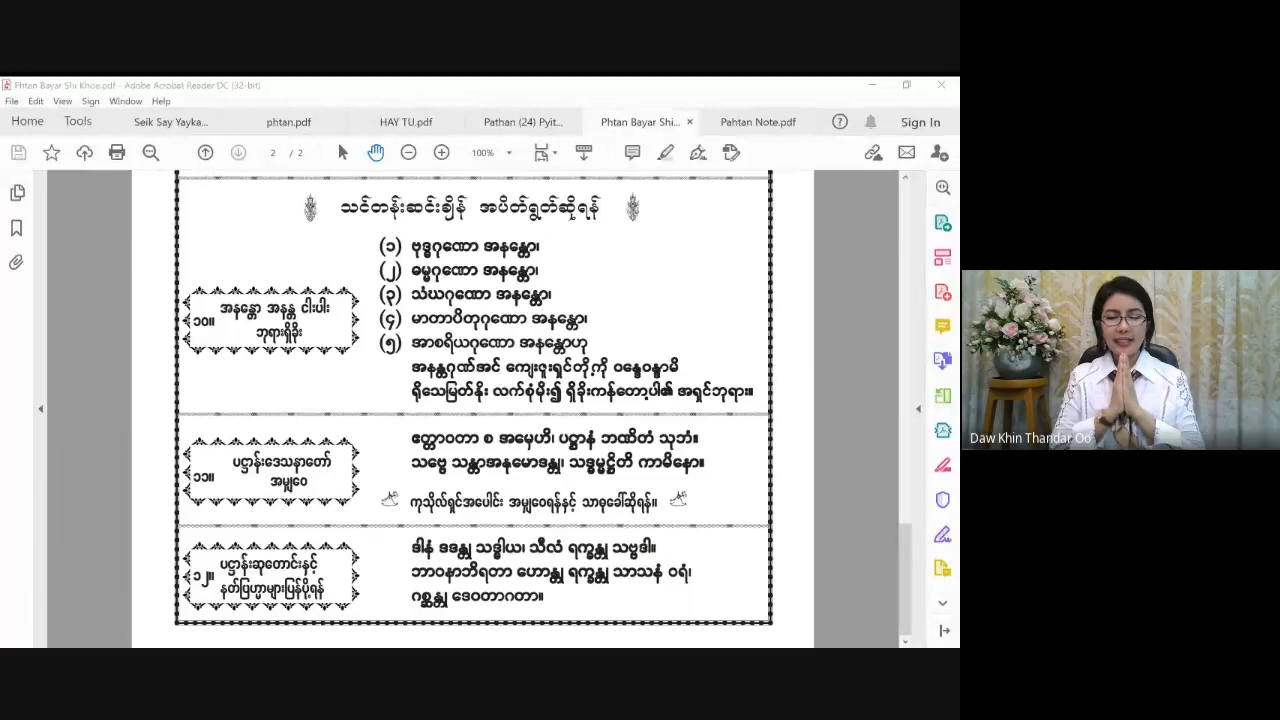 Phtan Bayar Shi Khoe.pdf - Adobe Acrobat Reader DC (32-bit)
File Edit View Sign Window Help
Home Tools Seik Say Yayka... phtan.pdf HAY TU.pdf Pathan (24) Pyit... Phtan Bayar Shi... × Pahtan Note.pdf Sign In
2 / 2 100%
သင်တန်းဆင်းချိန် အပိတ်ရွတ်ဆိုရန်
၁၀။ အနန္တော အနန္တ ငါးပါး
ဘုရားရှိခိုး
(၁) ဗုဒ္ဓဂုဏော အနန္တော၊
(၂) ဓမ္မဂုဏော အနန္တော၊
(၃) သံဃဂုဏော အနန္တော၊
(၄) မာတာပိတုဂုဏော အနန္တော၊
(၅) အာစရိယဂုဏော အနန္တောဟု
အနန္တဂုဏ်အင် ကျေးဇူးရှင်တို့ကို ဝန္ဒေဝန္ဒာမိ
ရိုသေမြတ်နိုး လက်စုံမိုး၍ ရှိခိုးကန်တော့ပါ၏ အရှင်ဘုရား။
၁၁။ ပဋ္ဌာန်းဒေသနာတော်
အမျှဝေ
ဧတ္တာဝတာ စ အမှေဟိ၊ ပဋ္ဌာနံ ဘဏိတံ သုဘံ။
သဗ္ဗေ သန္တာအနုမောဒန္တု၊ သဒ္ဓမ္မဋ္ဌိတိ ကာမိနော။
ကုသိုလ်ရှင်အပေါင်း အမျှဝေရန်နှင့် သာဓုခေါ်ဆိုရန်။
၁၂။ ပဋ္ဌာန်းဆုတောင်းနှင့်
နတ်ဗြဟ္မာများပြန်ပို့ရန်
ဒါနံ ဒဒန္တု သဒ္ဓါယ၊ သီလံ ရက္ခန္တု သဗ္ဗဒါ။
ဘာဝနာဘိရတာ ဟောန္တု ရက္ခန္တု သာသနံ ဝရံ၊
ဂစ္ဆန္တု ဒေဝတာဂတာ။
Daw Khin Thandar Oo